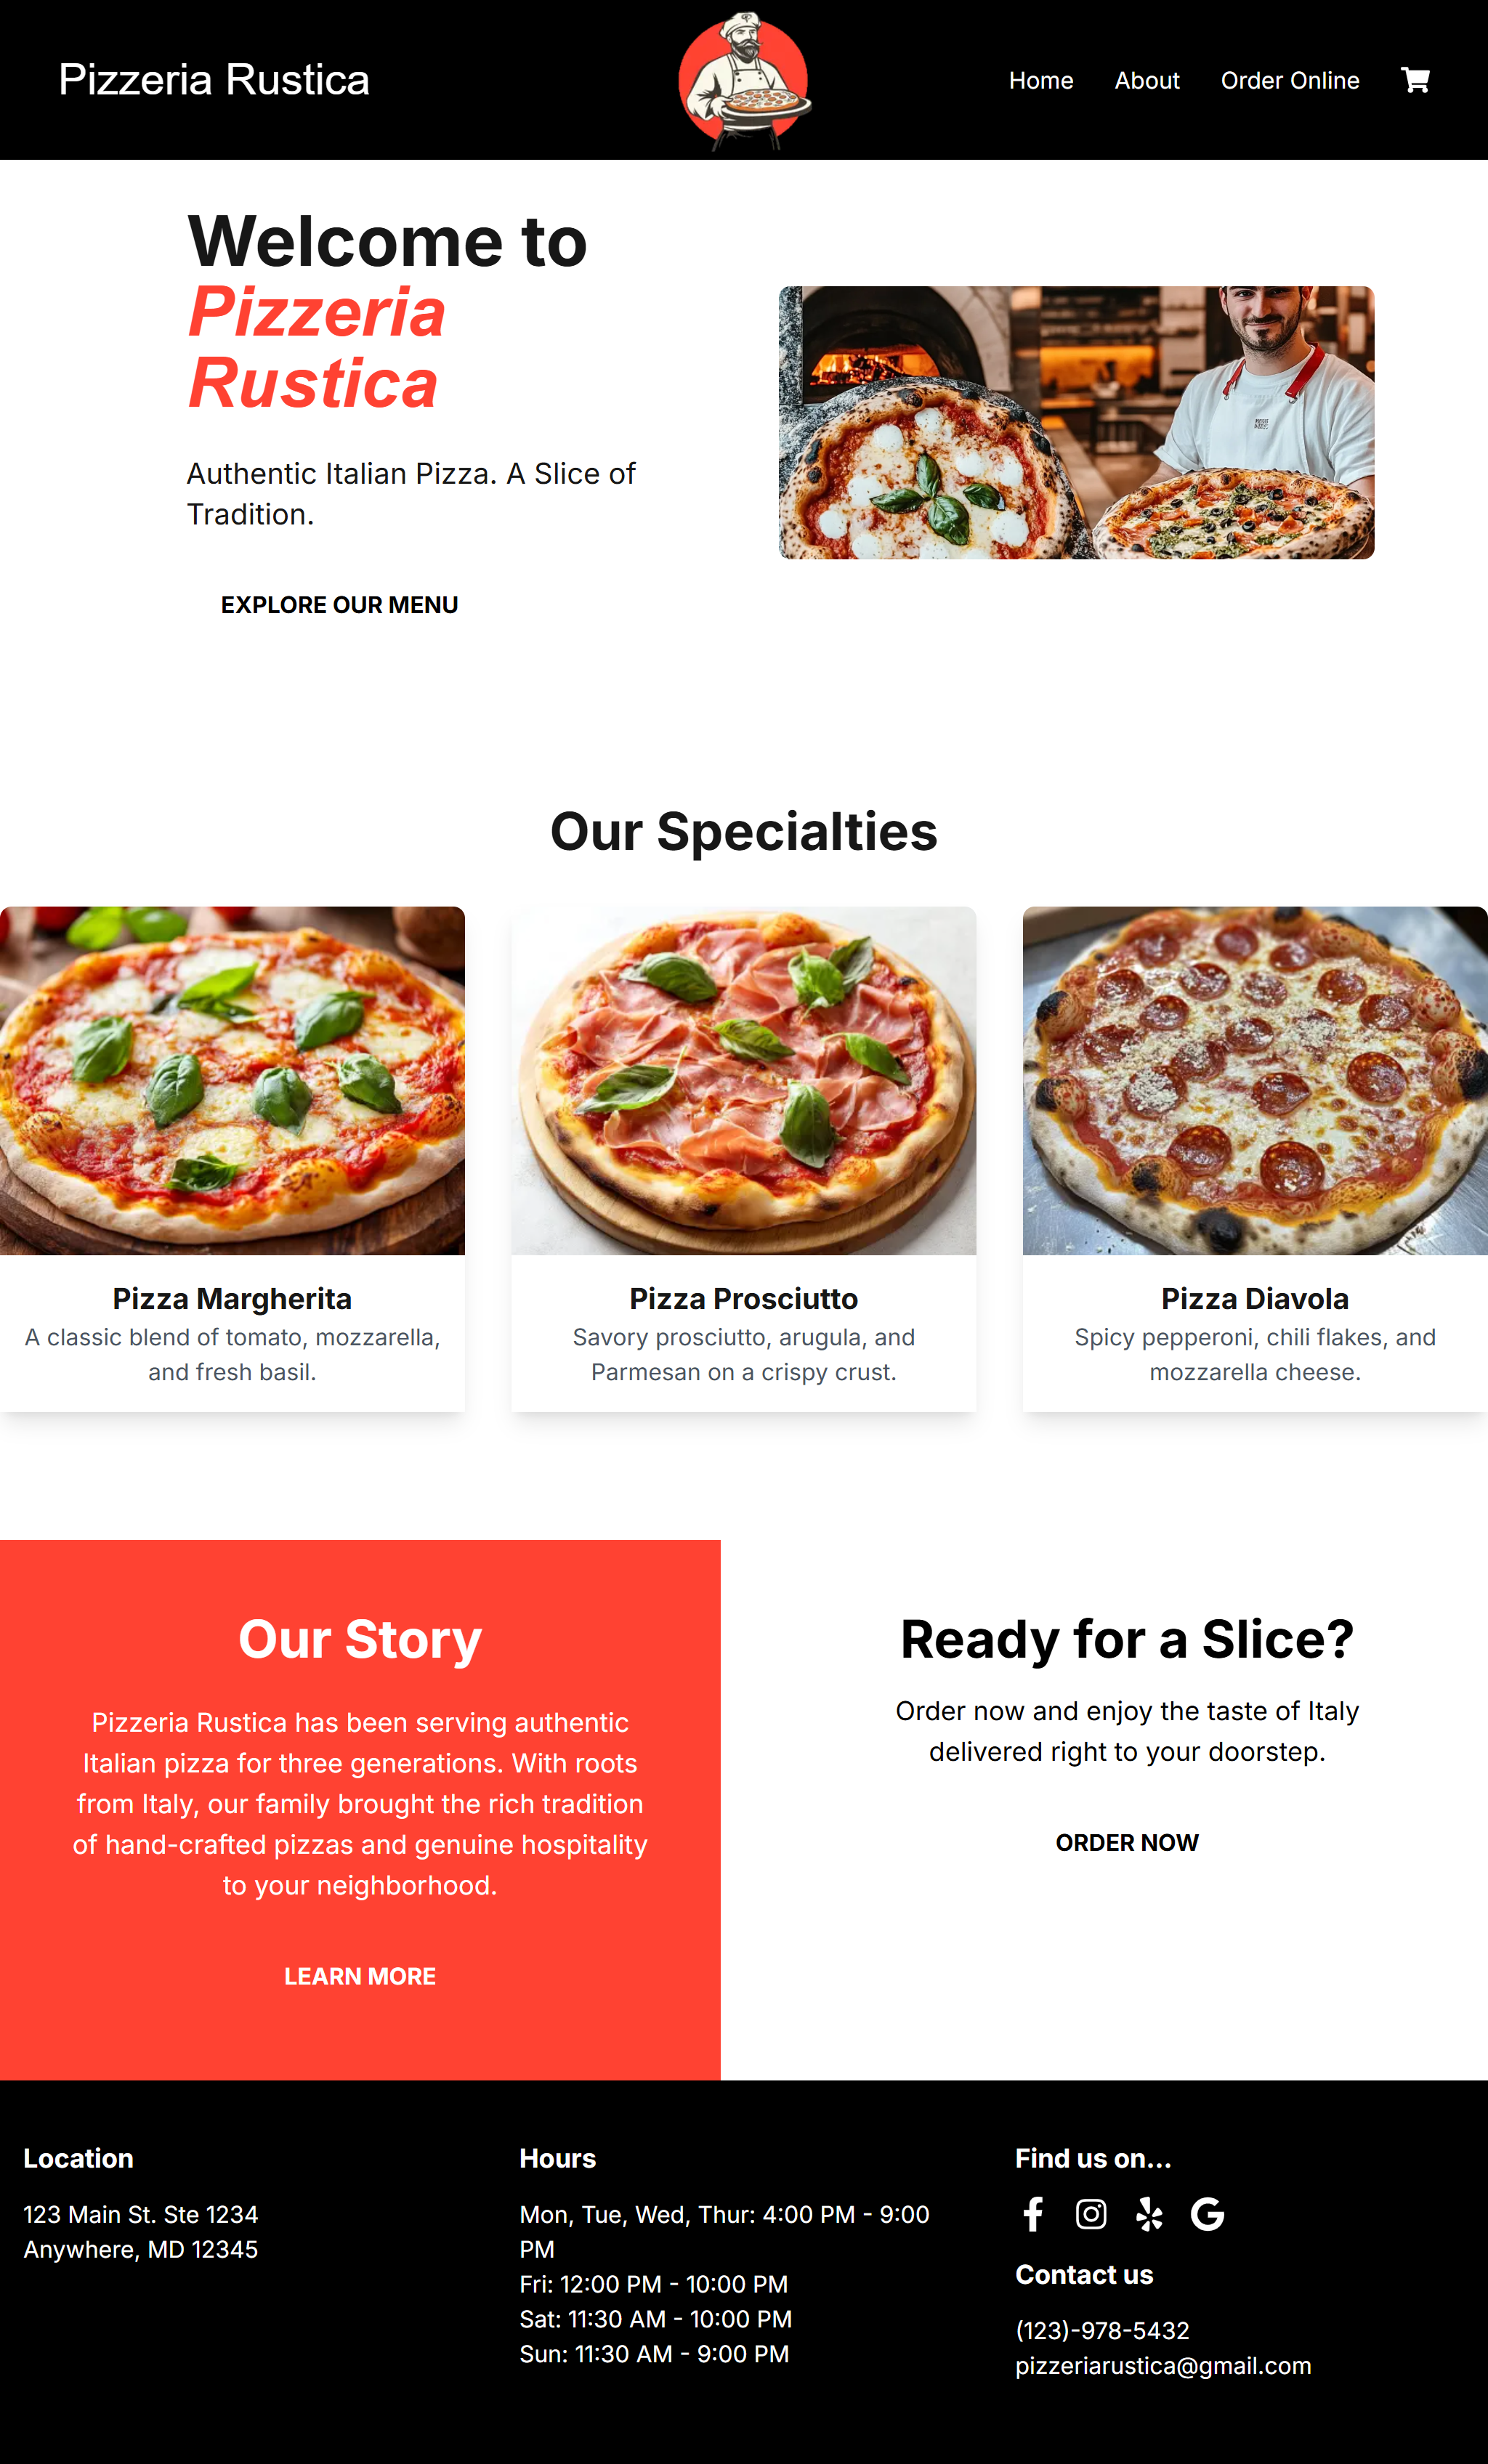 Pizzeria Rustica
Home
About
Order Online
Welcome to
Pizzeria
Rustica
Authentic Italian Pizza. A Slice of
Tradition.
EXPLORE OUR MENU
Our Specialties
Pizza Margherita
A classic blend of tomato, mozzarella,
and fresh basil.
Pizza Prosciutto
Savory prosciutto, arugula, and
Parmesan on a crispy crust.
Pizza Diavola
Spicy pepperoni, chili flakes, and
mozzarella cheese.
Our Story
Pizzeria Rustica has been serving authentic
Italian pizza for three generations. With roots
from Italy, our family brought the rich tradition
of hand-crafted pizzas and genuine hospitality
to your neighborhood.
LEARN MORE
Ready for a Slice?
Order now and enjoy the taste of Italy
delivered right to your doorstep.
ORDER NOW
Location
123 Main St. Ste 1234
Anywhere, MD 12345
Hours
Mon, Tue, Wed, Thur: 4:00 PM - 9:00
PM
Fri: 12:00 PM - 10:00 PM
Sat: 11:30 AM - 10:00 PM
Sun: 11:30 AM - 9:00 PM
Find us on...
Contact us
(123)-978-5432
pizzeriarustica@gmail.com